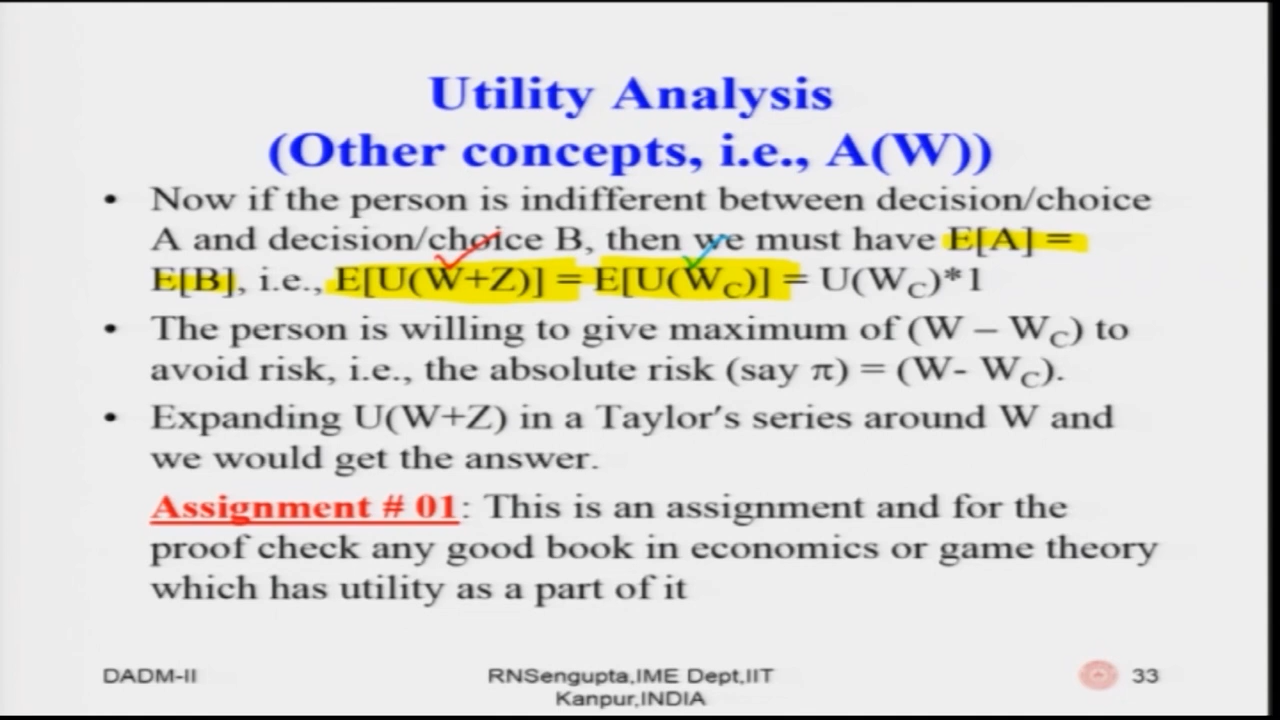 Utility Analysis
(Other concepts, i.e., A(W))
• Now if the person is indifferent between decision/choice
A and decision/choice B, then we must have E[A] =
E[B], i.e., E[U(W+Z)] = E[U(W_C)] = U(W_C)*1
• The person is willing to give maximum of (W – W_C) to
avoid risk, i.e., the absolute risk (say π) = (W- W_C).
• Expanding U(W+Z) in a Taylor's series around W and
we would get the answer.
Assignment # 01: This is an assignment and for the
proof check any good book in economics or game theory
which has utility as a part of it
DADM-II
RNSengupta,IME Dept,IIT
Kanpur,INDIA
33